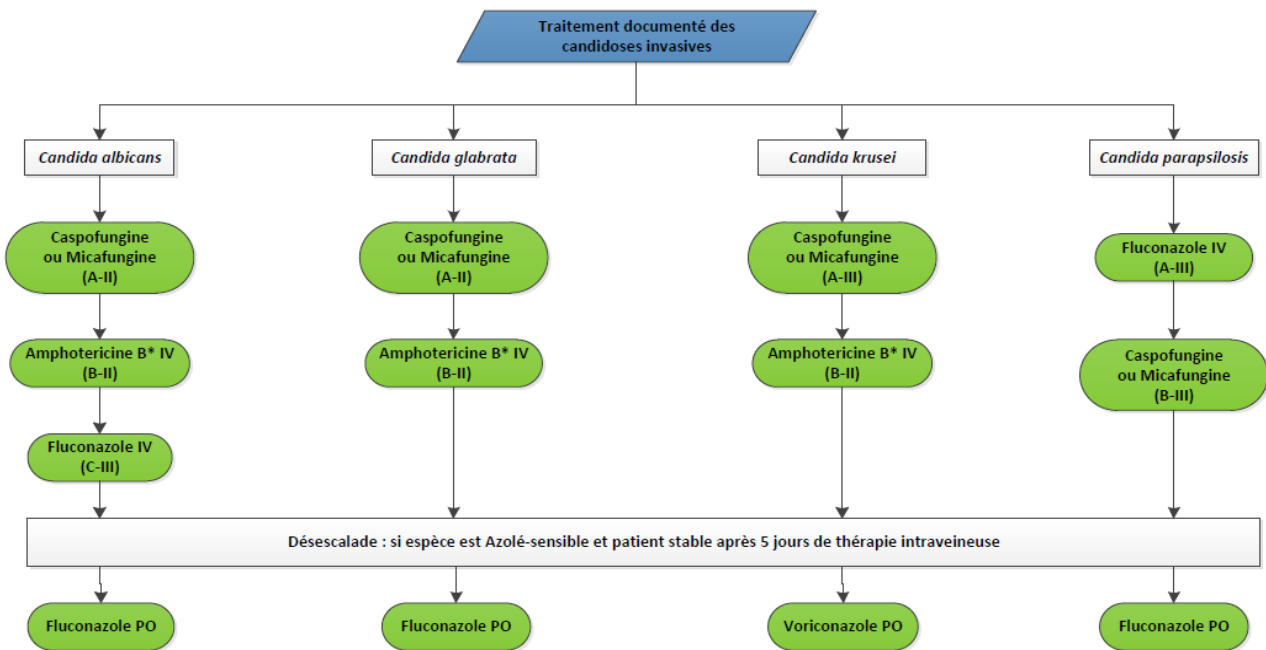 Traitement documenté des
candidoses invasives
Candida albicans
Candida glabrata
Candida krusei
Candida parapsilosis
Caspofungine
ou Micafungine
(A-II)
Caspofungine
ou Micafungine
(A-II)
Caspofungine
ou Micafungine
(A-III)
Fluconazole IV
(A-III)
Amphotericine B* IV
(B-II)
Amphotericine B* IV
(B-II)
Amphotericine B* IV
(B-II)
Caspofungine
ou Micafungine
(B-III)
Fluconazole IV
(C-III)
Désescalade : si espèce est Azolé-sensible et patient stable après 5 jours de thérapie intraveineuse
Fluconazole PO
Fluconazole PO
Voriconazole PO
Fluconazole PO